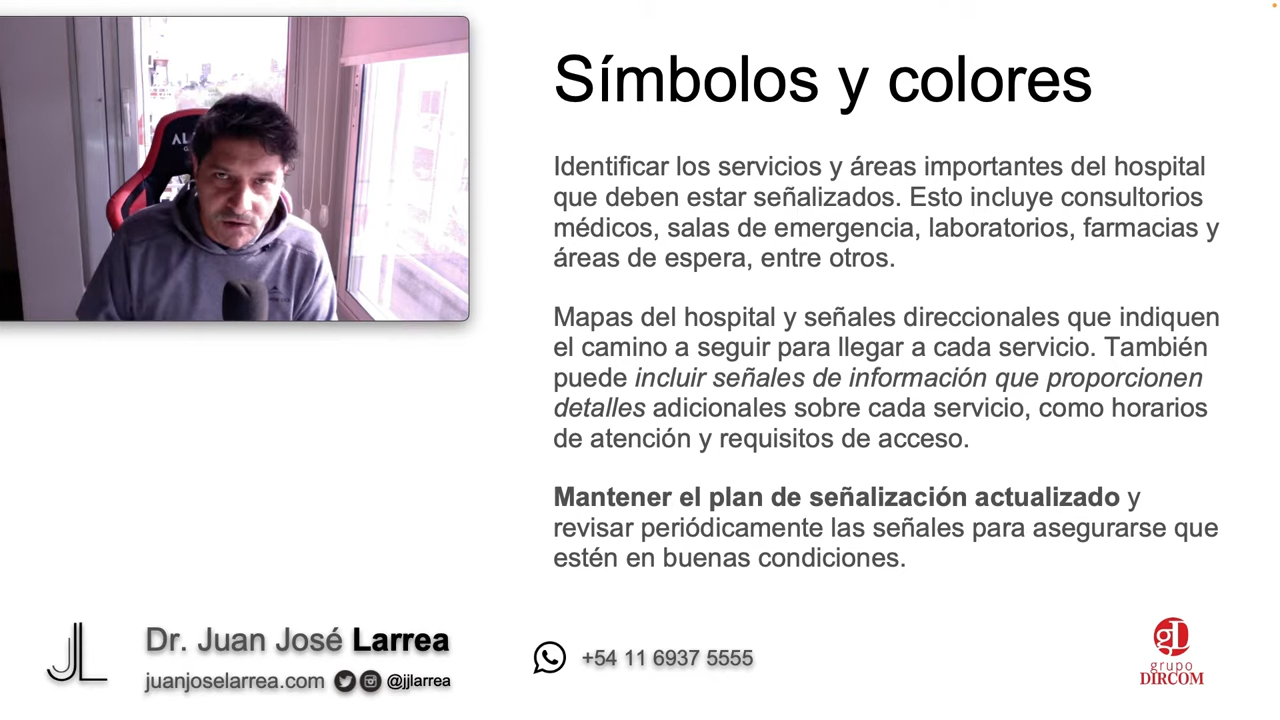 Símbolos y colores
Identificar los servicios y áreas importantes del hospital
que deben estar señalizados. Esto incluye consultorios
médicos, salas de emergencia, laboratorios, farmacias y
áreas de espera, entre otros.
Mapas del hospital y señales direccionales que indiquen
el camino a seguir para llegar a cada servicio. También
puede incluir señales de información que proporcionen
detalles adicionales sobre cada servicio, como horarios
de atención y requisitos de acceso.
Mantener el plan de señalización actualizado y
revisar periódicamente las señales para asegurarse que
estén en buenas condiciones.
JL
Dr. Juan José Larrea
juanjoselarrea.com @jjlarrea
+54 11 6937 5555
gD
grupo
DIRCOM